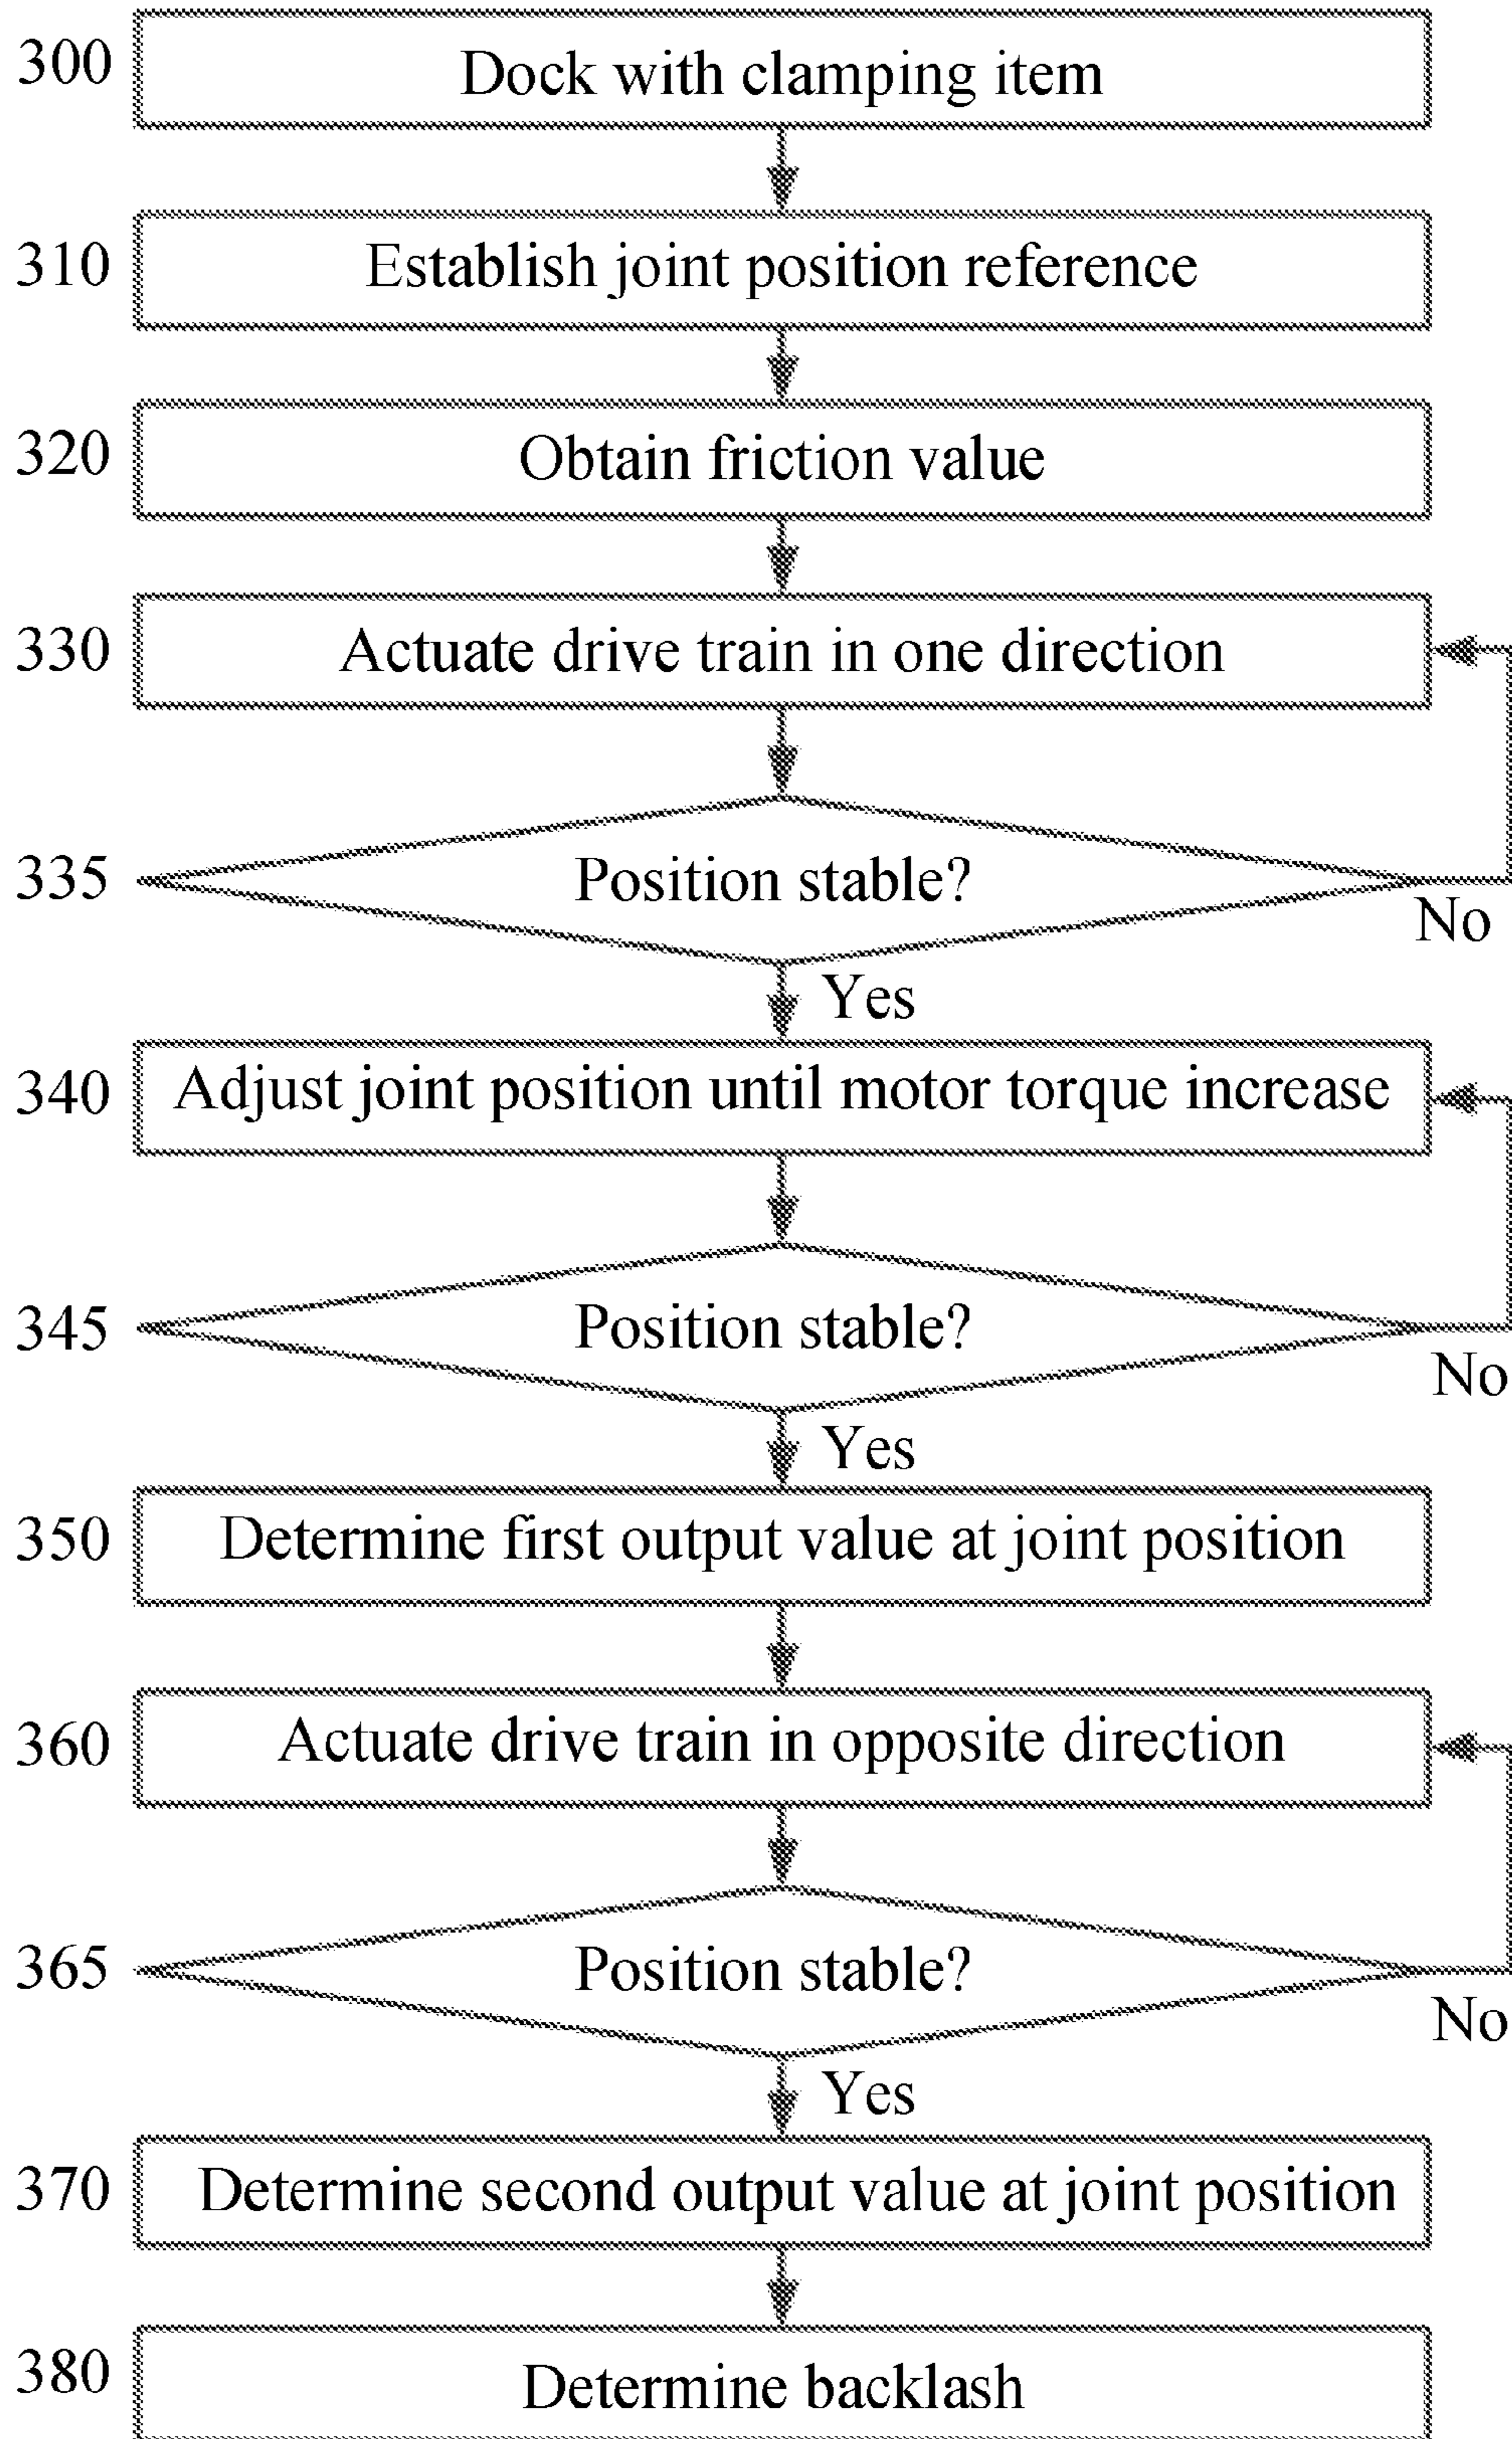 300 Dock with clamping item
310 Establish joint position reference
320 Obtain friction value
330 Actuate drive train in one direction
335 Position stable?
No
Yes
340 Adjust joint position until motor torque increase
345 Position stable?
No
Yes
350 Determine first output value at joint position
360 Actuate drive train in opposite direction
365 Position stable?
No
Yes
370 Determine second output value at joint position
380 Determine backlash